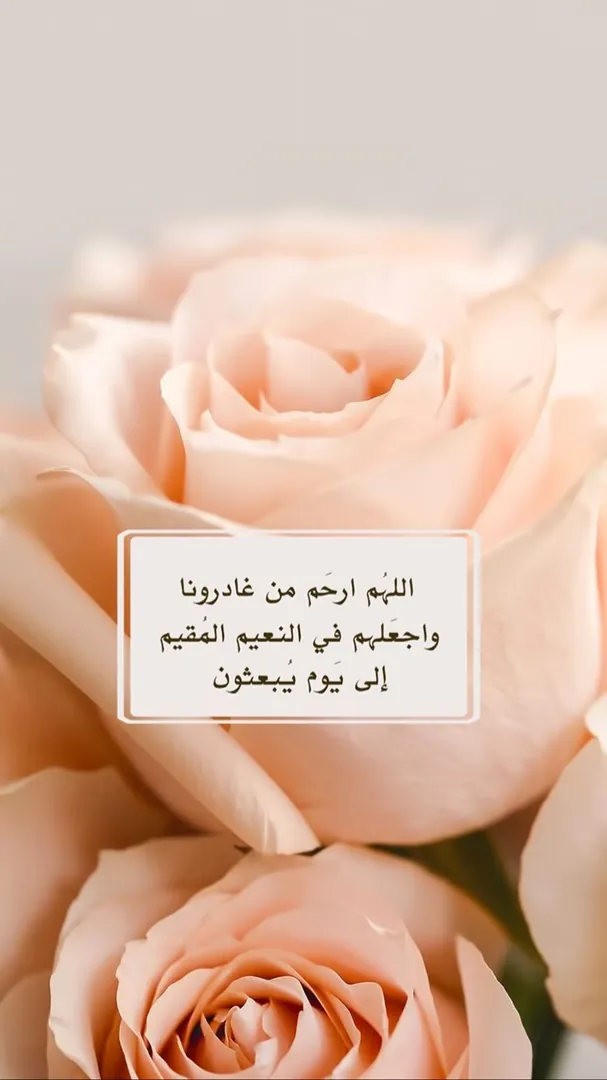 اللهُم ارحَم من غادرونا
واجعَلهم في النعيم المُقيم
إلى يَوم يُبعثون